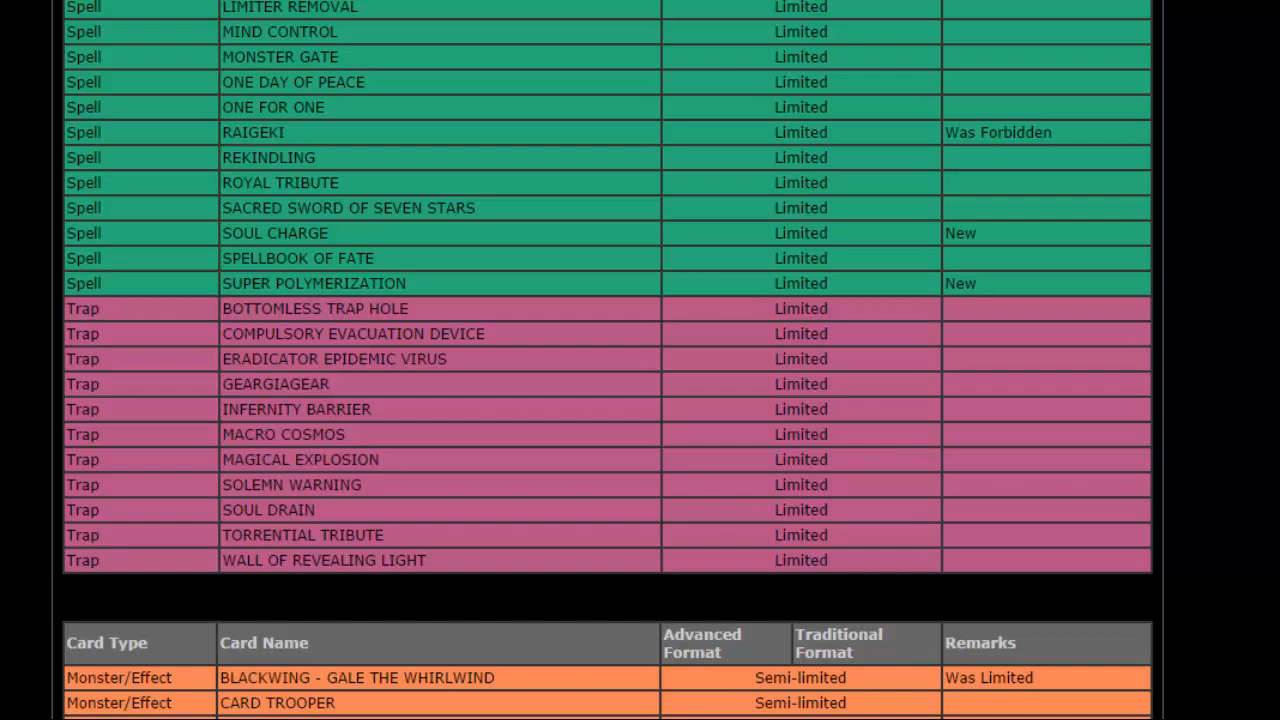 Spell LIMITER REMOVAL Limited
Spell MIND CONTROL Limited
Spell MONSTER GATE Limited
Spell ONE DAY OF PEACE Limited
Spell ONE FOR ONE Limited
Spell RAIGEKI Limited Was Forbidden
Spell REKINDLING Limited
Spell ROYAL TRIBUTE Limited
Spell SACRED SWORD OF SEVEN STARS Limited
Spell SOUL CHARGE Limited New
Spell SPELLBOOK OF FATE Limited
Spell SUPER POLYMERIZATION Limited New
Trap BOTTOMLESS TRAP HOLE Limited
Trap COMPULSORY EVACUATION DEVICE Limited
Trap ERADICATOR EPIDEMIC VIRUS Limited
Trap GEARGIAGEAR Limited
Trap INFERNITY BARRIER Limited
Trap MACRO COSMOS Limited
Trap MAGICAL EXPLOSION Limited
Trap SOLEMN WARNING Limited
Trap SOUL DRAIN Limited
Trap TORRENTIAL TRIBUTE Limited
Trap WALL OF REVEALING LIGHT Limited
Card Type Card Name Advanced Format Traditional Format Remarks
Monster/Effect BLACKWING - GALE THE WHIRLWIND Semi-limited Was Limited
Monster/Effect CARD TROOPER Semi-limited